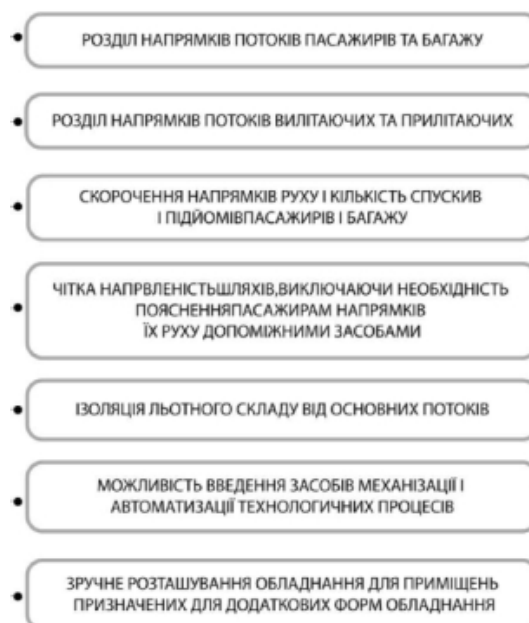 РОЗДІЛ НАПРЯМКІВ ПОТОКІВ ПАСАЖИРІВ ТА БАГАЖУ
РОЗДІЛ НАПРЯМКІВ ПОТОКІВ ВИЛІТАЮЧИХ ТА ПРИЛІТАЮЧИХ
СКОРОЧЕННЯ НАПРЯМКІВ РУХУ І КІЛЬКІСТЬ СПУСКИВ
І ПІДЙОМІВПАСАЖИРІВ І БАГАЖУ
ЧІТКА НАПРВЛЕНІСТЬШЛЯХІВ,ВИКЛЮЧАЮЧИ НЕОБХІДНІСТЬ
ПОЯСНЕННЯПАСАЖИРАМ НАПРЯМКІВ
ЇХ РУХУ ДОПОМІЖНИМИ ЗАСОБАМИ
ІЗОЛЯЦІЯ ЛЬОТНОГО СКЛАДУ ВІД ОСНОВНИХ ПОТОКІВ
МОЖЛИВІСТЬ ВВЕДЕННЯ ЗАСОБІВ МЕХАНІЗАЦІЇ І
АВТОМАТИЗАЦІЇ ТЕХНОЛОГИЧНИХ ПРОЦЕСІВ
ЗРУЧНЕ РОЗТАШУВАННЯ ОБЛАДНАННЯ ДЛЯ ПРИМІЩЕНЬ
ПРИЗНАЧЕНИХ ДЛЯ ДОДАТКОВИХ ФОРМ ОБЛАДНАННЯ